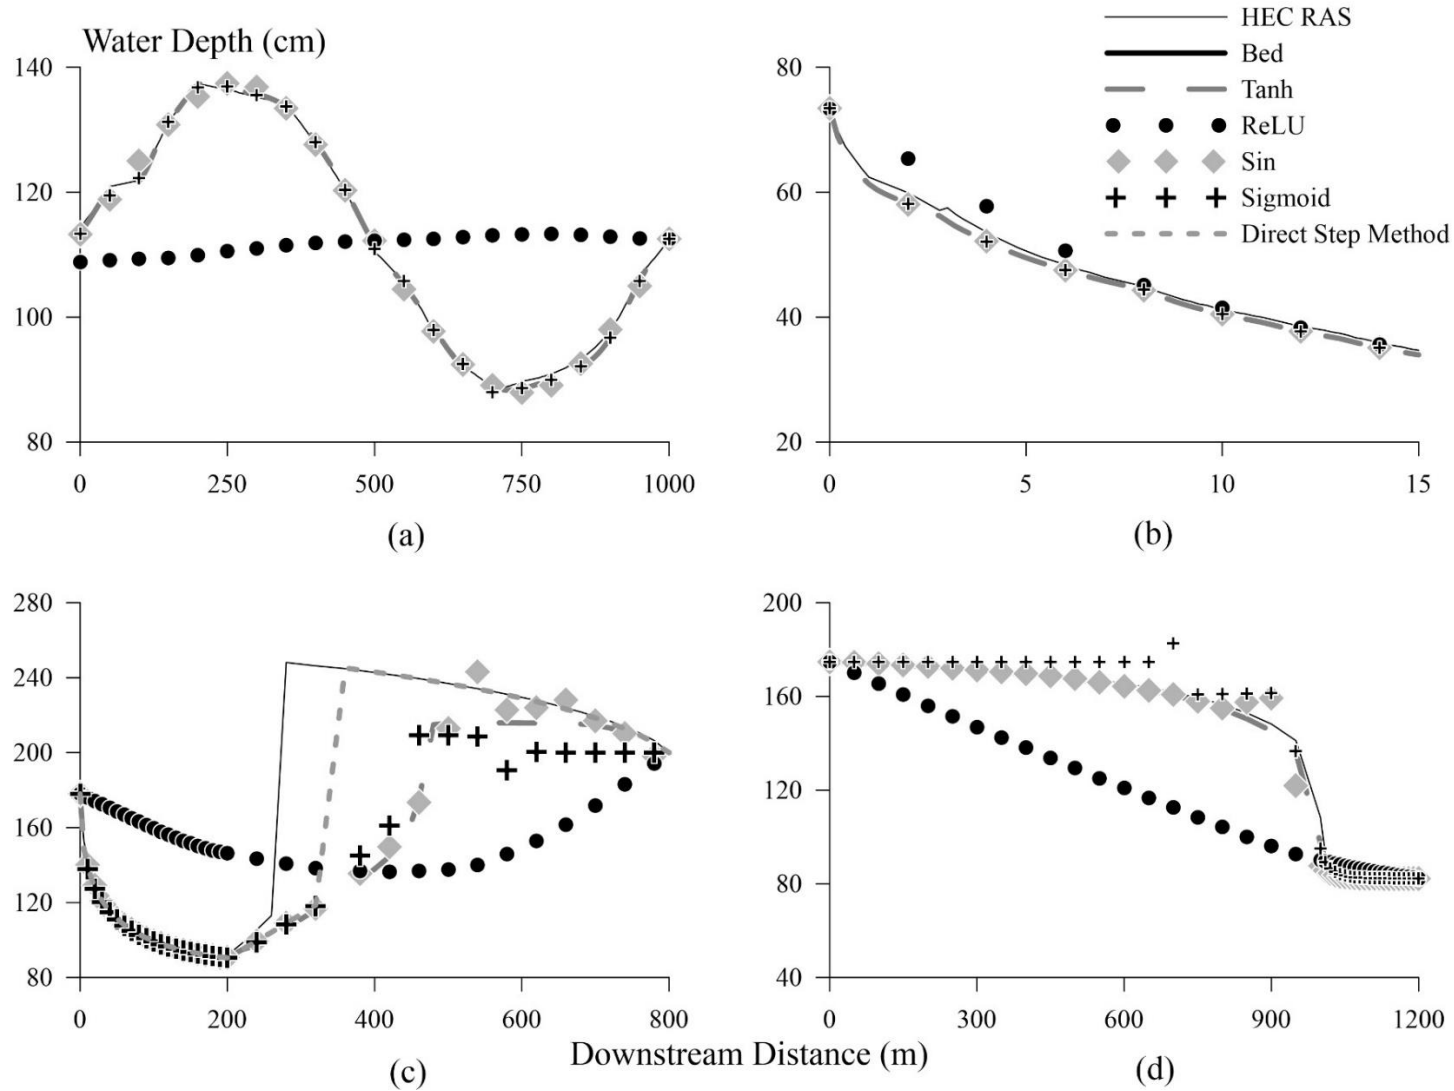 Water Depth (cm)
HEC RAS
Bed
Tanh
ReLU
Sin
Sigmoid
Direct Step Method
140
120
100
80
0 250 500 750 1000
(a)
80
60
40
20
0 5 10 15
(b)
280
240
200
160
120
80
0 200 400 600 800
(c)
200
160
120
80
40
0 300 600 900 1200
(d)
Downstream Distance (m)